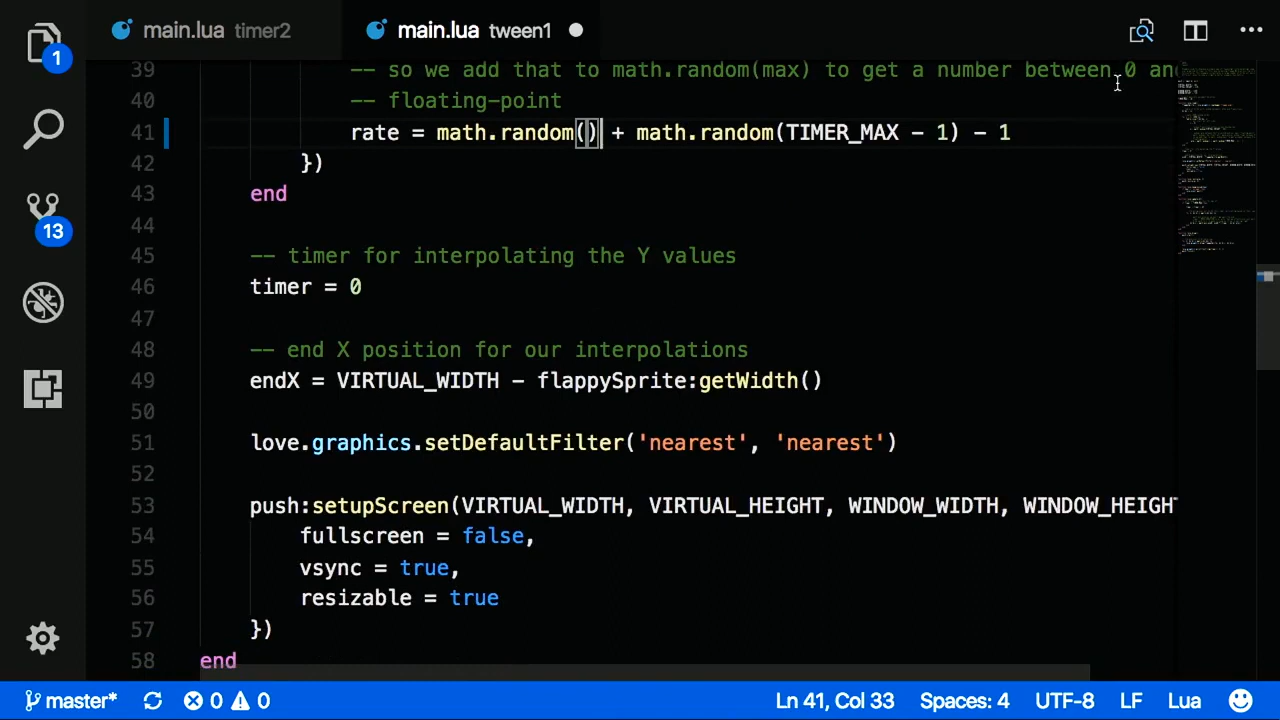 main.lua timer2
main.lua tween1
1
13
39 -- so we add that to math.random(max) to get a number between 0 an
40 -- floating-point
41 rate = math.random() + math.random(TIMER_MAX - 1) - 1
42 })
43 end
44
45 -- timer for interpolating the Y values
46 timer = 0
47
48 -- end X position for our interpolations
49 endX = VIRTUAL_WIDTH - flappySprite:getWidth()
50
51 love.graphics.setDefaultFilter('nearest', 'nearest')
52
53 push:setupScreen(VIRTUAL_WIDTH, VIRTUAL_HEIGHT, WINDOW_WIDTH, WINDOW_HEIGHT
54 fullscreen = false,
55 vsync = true,
56 resizable = true
57 })
58 end
master* 0 0 Ln 41, Col 33 Spaces: 4 UTF-8 LF Lua